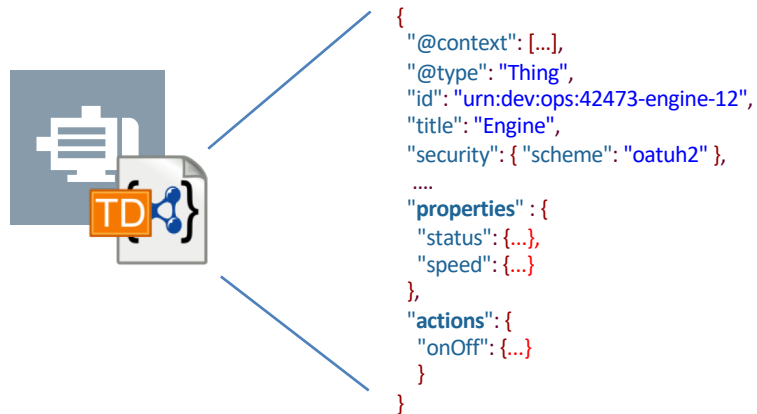 TD
{
"@context": [...],
"@type": "Thing",
"id": "urn:dev:ops:42473-engine-12",
"title": "Engine",
"security": { "scheme": "oatuh2" },
....
"properties" : {
"status": {...},
"speed": {...}
},
"actions": {
"onOff": {...}
}
}